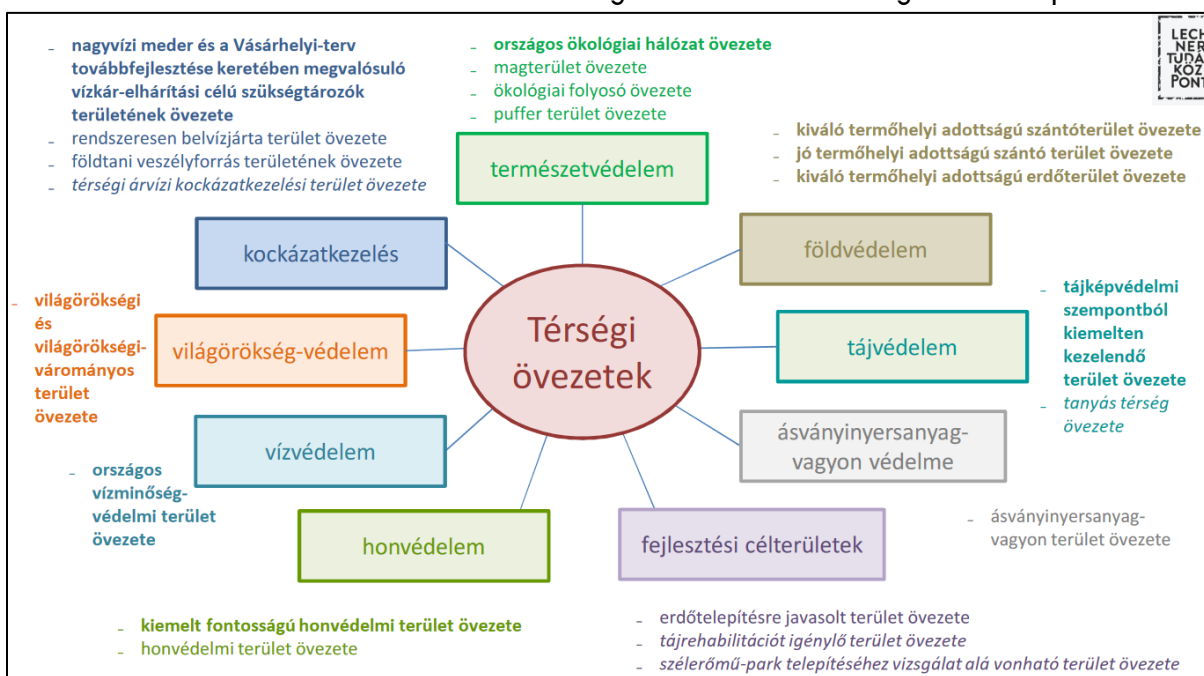 - nagyvízi meder és a Vásárhelyi-terv
továbbfejlesztése keretében megvalósuló
vízkár-elhárítási célú szükségtározók
területének övezete
- rendszeresen belvízjárta terület övezete
- földtani veszélyforrás területének övezete
- térségi árvízi kockázatkezelési terület övezete
- országos ökológiai hálózat övezete
- magterület övezete
- ökológiai folyosó övezete
- puffer terület övezete
LECH
NER
TUDÁ
KÖZ
PONT
- kiváló termőhelyi adottságú szántóterület övezete
- jó termőhelyi adottságú szántó terület övezete
- kiváló termőhelyi adottságú erdőterület övezete
természetvédelem
kockázatkezelés
földvédelem
- világörökségi
és
világörökségi-
várományos
terület
övezete
világörökség-védelem
Térségi
övezetek
tájvédelem
- tájképvédelmi
szempontból
kiemelten
kezelendő
terület övezete
- tanyás térség
övezete
vízvédelem
ásványinyersanyag-
vagyon védelme
- országos
vízminőség-
védelmi terület
övezete
honvédelem
fejlesztési célterületek
- ásványinyersanyag-
vagyon terület övezete
- kiemelt fontosságú honvédelmi terület övezete
- honvédelmi terület övezete
- erdőtelepítésre javasolt terület övezete
- tájrehabilitációt igénylő terület övezete
- szélerőmű-park telepítéséhez vizsgálat alá vonható terület övezete